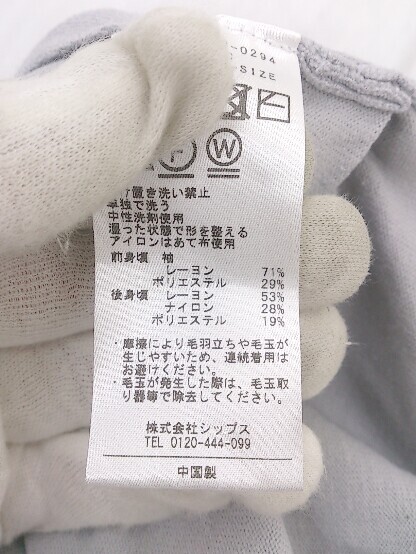 -0294
SIZE
F
W
け置き洗い禁止
単独で洗う
中性洗剤使用
湿った状態で形を整える
アイロンはあて布使用
前身頃 袖
レーヨン 71%
ポリエステル 29%
後身頃 レーヨン 53%
ナイロン 28%
ポリエステル 19%
・摩擦により毛羽立ちや毛玉が
生じやすいため、連続着用は
お避けください。
・毛玉が発生した際は、毛玉取
り器等で除去してください。
株式会社シップス
TEL 0120-444-099
中国製